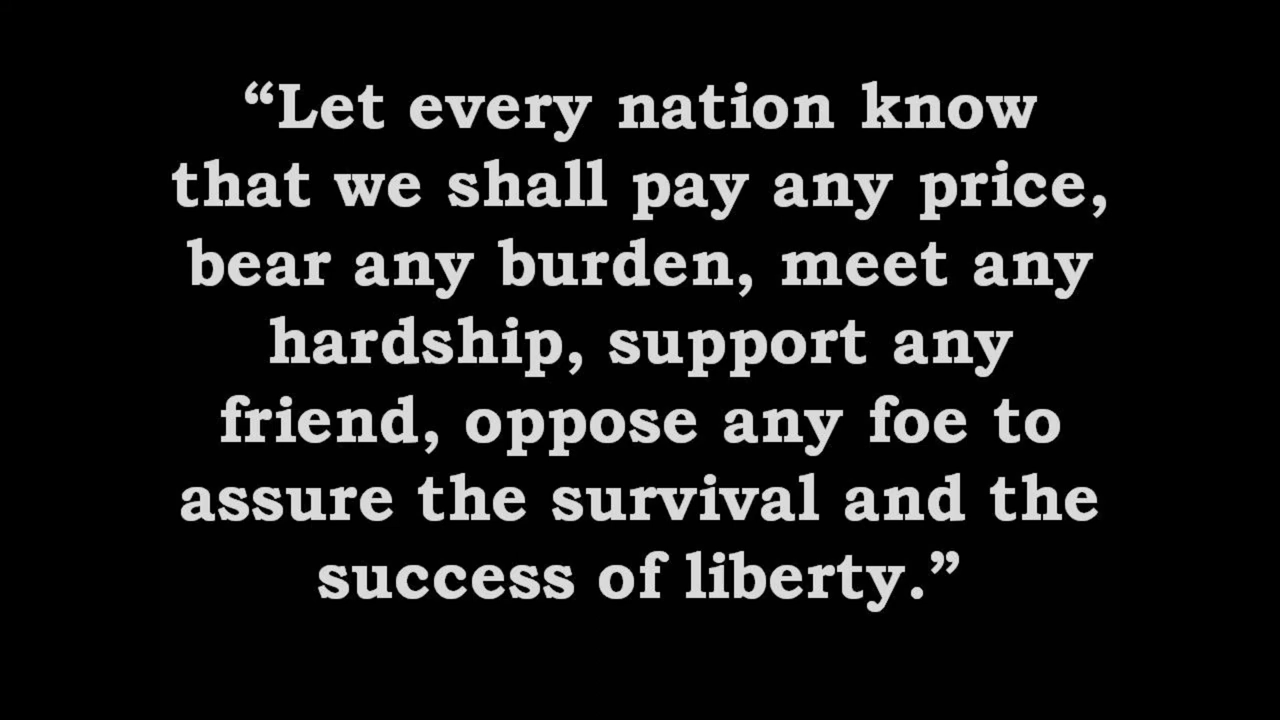 “Let every nation know
that we shall pay any price,
bear any burden, meet any
hardship, support any
friend, oppose any foe to
assure the survival and the
success of liberty.”